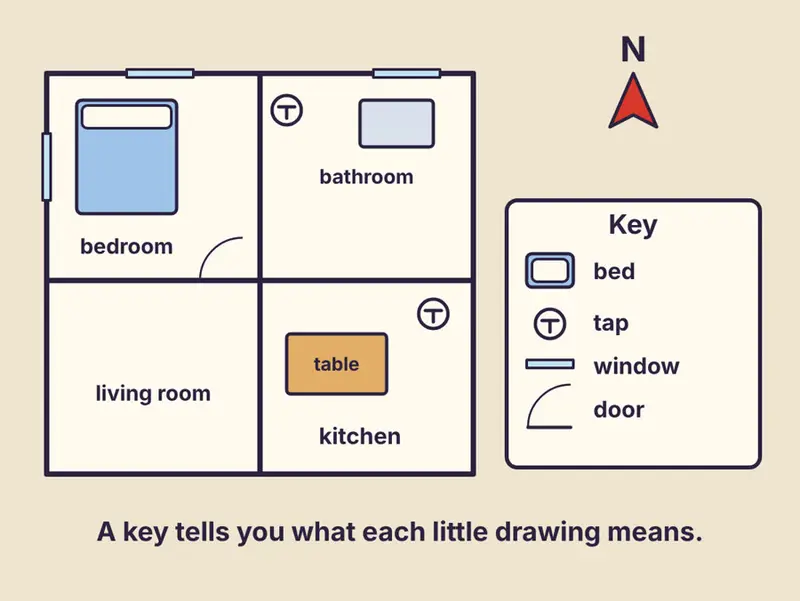 N
bathroom
bedroom
table
living room
kitchen
Key
bed
T tap
window
door
T
T
A key tells you what each little drawing means.